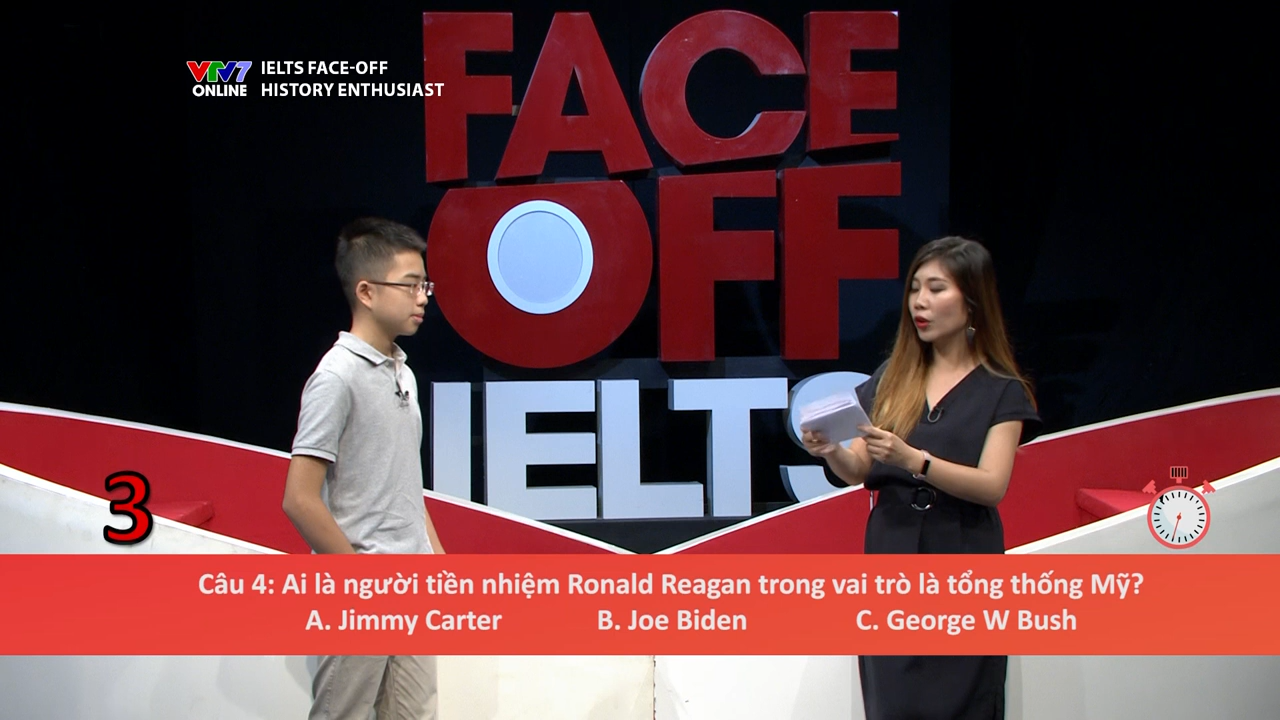 VTV7
ONLINE
IELTS FACE-OFF
HISTORY ENTHUSIAST
FACE
OFF
IELTS
3
Câu 4: Ai là người tiền nhiệm Ronald Reagan trong vai trò là tổng thống Mỹ?
A. Jimmy Carter B. Joe Biden C. George W Bush